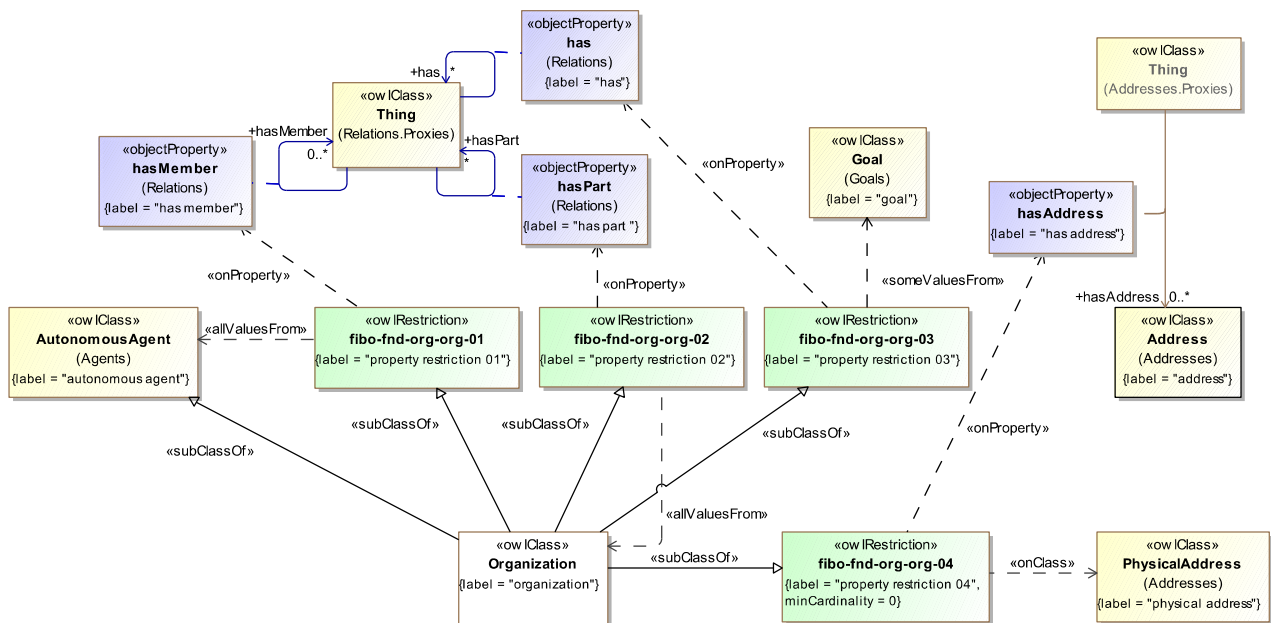 «objectProperty»
has
(Relations)
{label = "has"}
+has
*
«owlClass»
Thing
(Relations.Proxies)
«owlClass»
Thing
(Addresses.Proxies)
+hasMember
0..*
+hasPart
*
«objectProperty»
hasMember
(Relations)
{label = "has member"}
«objectProperty»
hasPart
(Relations)
{label = "has part "}
«onProperty»
«owlClass»
Goal
(Goals)
{label = "goal"}
«objectProperty»
hasAddress
(Relations)
{label = "has address"}
«onProperty»
«onProperty»
«someValuesFrom»
+hasAddress
0..*
«owlClass»
AutonomousAgent
(Agents)
{label = "autonomous agent"}
«allValuesFrom»
«owlRestriction»
fibo-fnd-org-org-01
{label = "property restriction 01"}
«owlRestriction»
fibo-fnd-org-org-02
{label = "property restriction 02"}
«owlRestriction»
fibo-fnd-org-org-03
{label = "property restriction 03"}
«owlClass»
Address
(Addresses)
{label = "address"}
«subClassOf»
«subClassOf»
«subClassOf»
«subClassOf»
«onProperty»
«allValuesFrom»
«owlClass»
Organization
{label = "organization"}
«subClassOf»
«owlRestriction»
fibo-fnd-org-org-04
{label = "property restriction 04",
minCardinality = 0}
«onClass»
«owlClass»
PhysicalAddress
(Addresses)
{label = "physical address"}